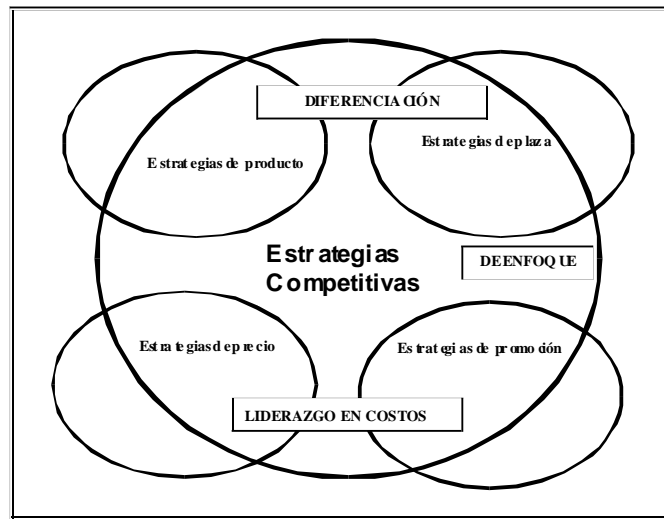 DIFERENCIACIÓN
Estrategias de producto
Estrategias de plaza
Estrategias
Competitivas
DE ENFOQUE
Estrategias de precio
Estrategias de promoción
LIDERAZGO EN COSTOS